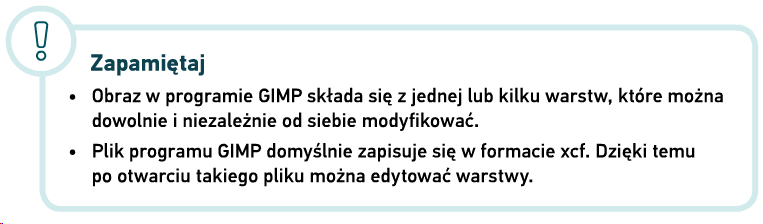 Zapamiętaj
• Obraz w programie GIMP składa się z jednej lub kilku warstw, które można
dowolnie i niezależnie od siebie modyfikować.
• Plik programu GIMP domyślnie zapisuje się w formacie xcf. Dzięki temu
po otwarciu takiego pliku można edytować warstwy.